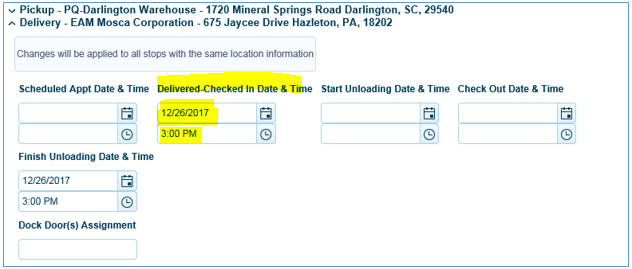 Pickup - PQ-Darlington Warehouse - 1720 Mineral Springs Road Darlington, SC, 29540
Delivery - EAM Mosca Corporation - 675 Jaycee Drive Hazleton, PA, 18202
Changes will be applied to all stops with the same location information
Scheduled Appt Date & Time Delivered-Checked In Date & Time Start Unloading Date & Time Check Out Date & Time
12/26/2017
3:00 PM
Finish Unloading Date & Time
12/26/2017
3:00 PM
Dock Door(s) Assignment